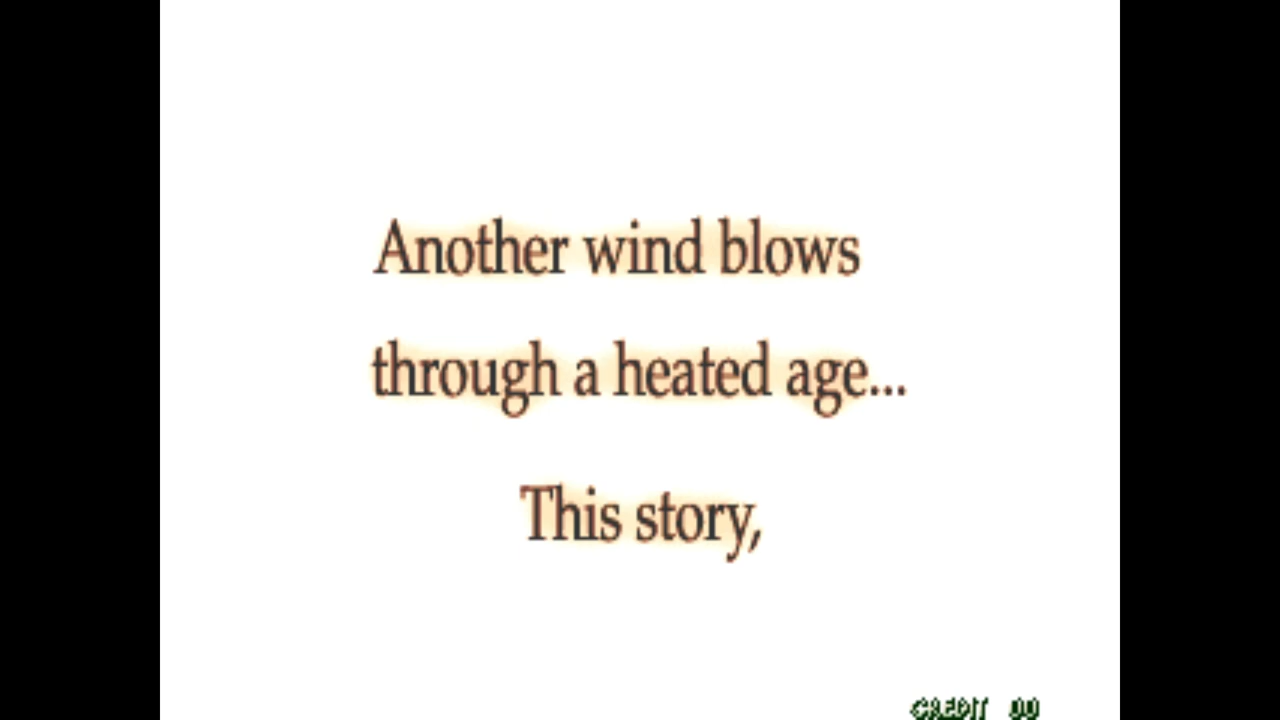 Another wind blows
through a heated age...
This story,
CREDIT 00